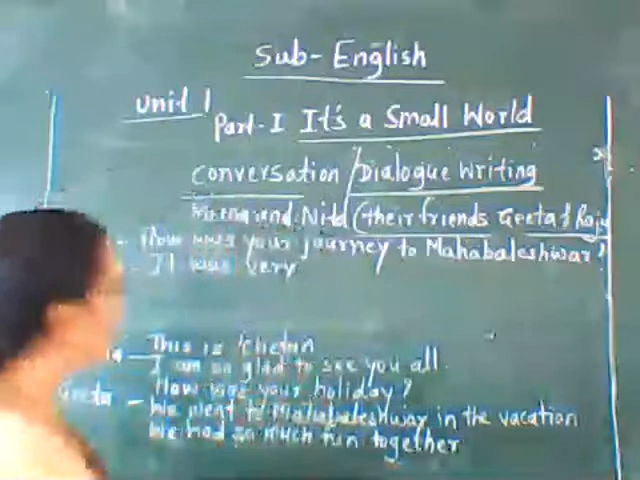 Sub- English
Unit 1
Part-I It's a Small World
Conversation / Dialogue Writing
Meena and Nild (their friends Geeta & Raju
- How was your journey to Mahabaleshwar?
- It was very
- This is Chetan
I am so glad to see you all.
How was your holiday?
Geeta - We went to Mahabaleshwar in the vacation
We had so much fun together